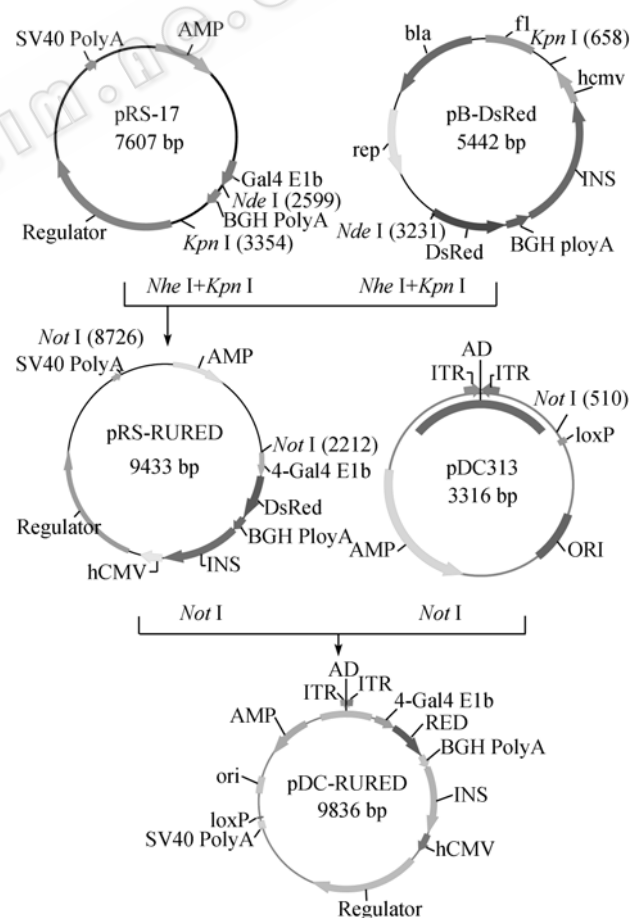 im.ne.cn
SV40 PolyA
AMP
pRS-17
7607 bp
Gal4 E1b
Nde I (2599)
BGH PolyA
Kpn I (3354)
Regulator
bla
f1
Kpn I (658)
hcmv
pB-DsRed
5442 bp
rep
INS
Nde I (3231)
DsRed
BGH ployA
Nhe I+Kpn I
Nhe I+Kpn I
Not I (8726)
SV40 PolyA
AMP
pRS-RURED
9433 bp
Not I (2212)
4-Gal4 E1b
DsRed
BGH PloyA
Regulator
hCMV
INS
AD
ITR
ITR
Not I (510)
loxP
pDC313
3316 bp
AMP
ORI
Not I
Not I
AD
ITR
ITR
4-Gal4 E1b
RED
AMP
BGH PolyA
ori
pDC-RURED
9836 bp
INS
loxP
SV40 PolyA
hCMV
Regulator